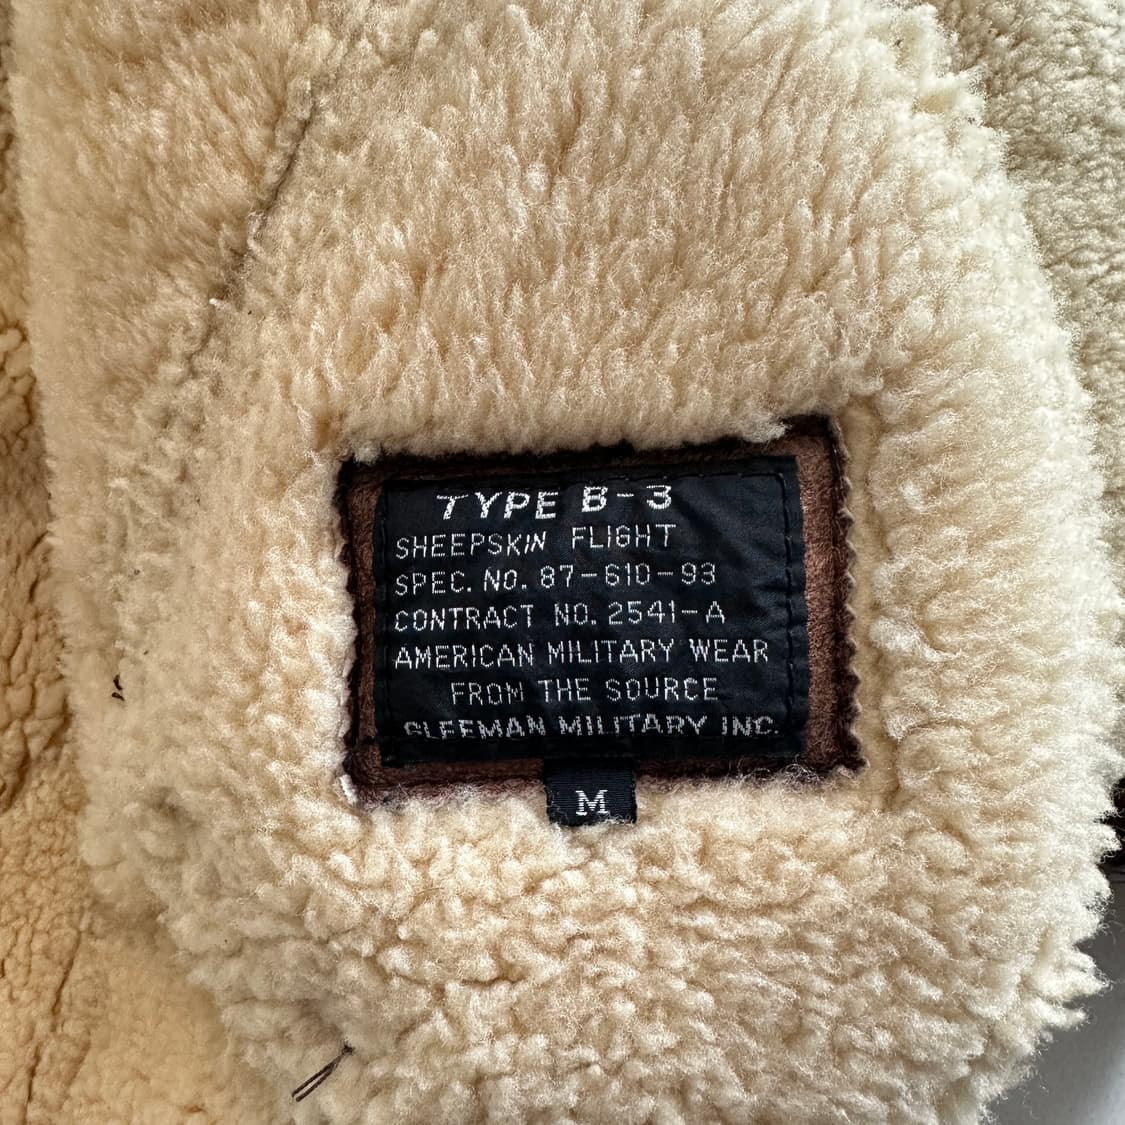 TYPE B-3
SHEEPSKIN FLIGHT
SPEC. NO. 87-610-93
CONTRACT NO. 2541-A
AMERICAN MILITARY WEAR
FROM THE SOURCE
SLEEMAN MILITARY INC.
M